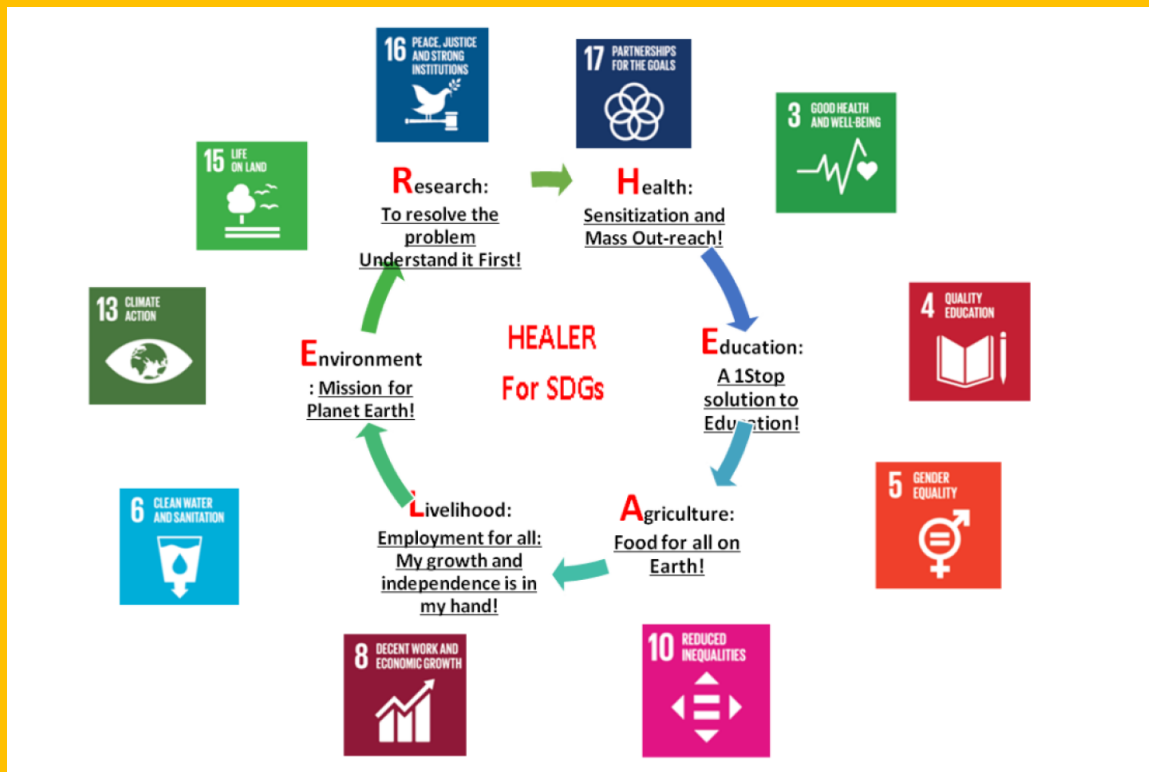 16 PEACE, JUSTICE
AND STRONG
INSTITUTIONS
17 PARTNERSHIPS
FOR THE GOALS
3 GOOD HEALTH
AND WELL-BEING
15 LIFE
ON LAND
Research:
To resolve the
problem
Understand it First!
Health:
Sensitization and
Mass Out-reach!
13 CLIMATE
ACTION
4 QUALITY
EDUCATION
HEALER
For SDGs
Environment
: Mission for
Planet Earth!
Education:
A 1Stop
solution to
Education!
6 CLEAN WATER
AND SANITATION
5 GENDER
EQUALITY
Livelihood:
Employment for all:
My growth and
independence is in
my hand!
Agriculture:
Food for all on
Earth!
8 DECENT WORK AND
ECONOMIC GROWTH
10 REDUCED
INEQUALITIES